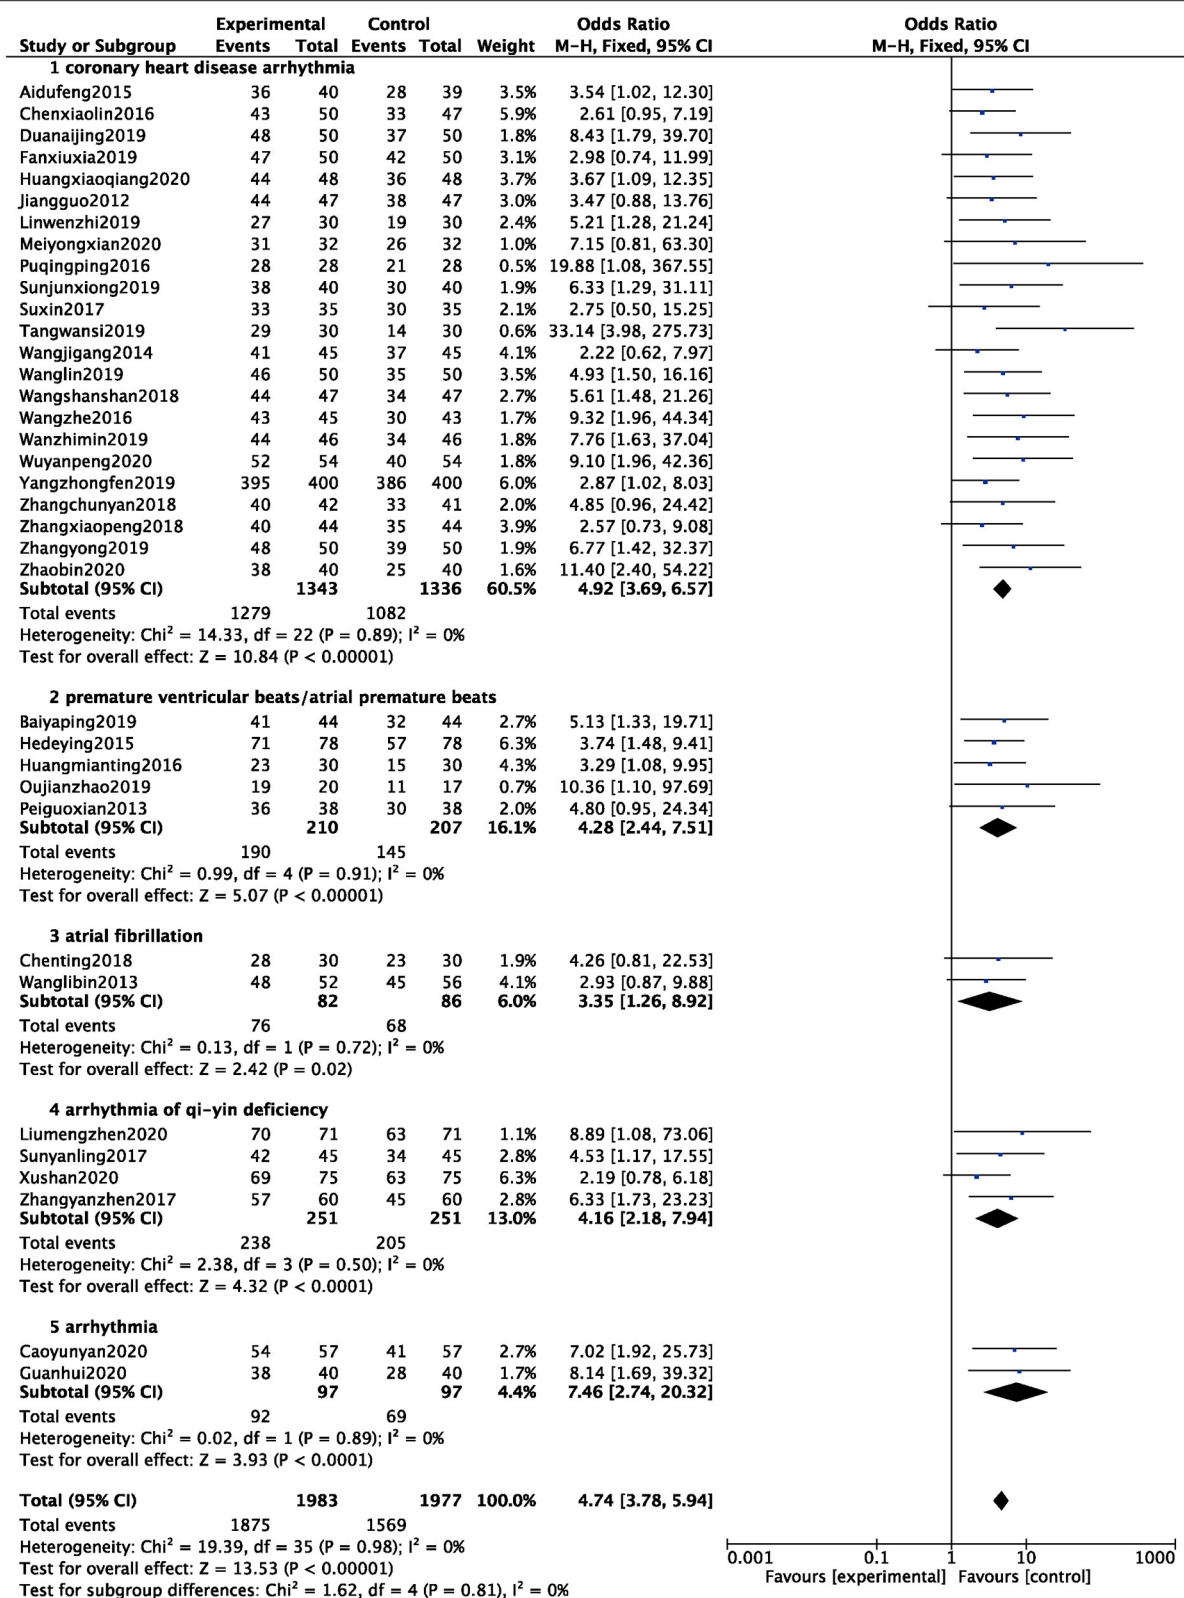 Experimental Control Odds Ratio Odds Ratio
Study or Subgroup Events Total Events Total Weight M-H, Fixed, 95% CI M-H, Fixed, 95% CI
1 coronary heart disease arrhythmia
Aidufeng2015 36 40 28 39 3.5% 3.54 [1.02, 12.30]
Chenxiaolin2016 43 50 33 47 5.9% 2.61 [0.95, 7.19]
Duanaijing2019 48 50 37 50 1.8% 8.43 [1.79, 39.70]
Fanxiuxia2019 47 50 42 50 3.1% 2.98 [0.74, 11.99]
Huangxiaoqiang2020 44 48 36 48 3.7% 3.67 [1.09, 12.35]
Jiangguo2012 44 47 38 47 3.0% 3.47 [0.88, 13.76]
Linwenzhi2019 27 30 19 30 2.4% 5.21 [1.28, 21.24]
Meiyongxian2020 31 32 26 32 1.0% 7.15 [0.81, 63.30]
Puqingping2016 28 28 21 28 0.5% 19.88 [1.08, 367.55]
Sunjunxiong2019 38 40 30 40 1.9% 6.33 [1.29, 31.11]
Suxin2017 33 35 30 35 2.1% 2.75 [0.50, 15.25]
Tangwansi2019 29 30 14 30 0.6% 33.14 [3.98, 275.73]
Wangjigang2014 41 45 37 45 4.1% 2.22 [0.62, 7.97]
Wanglin2019 46 50 35 50 3.5% 4.93 [1.50, 16.16]
Wangshanshan2018 44 47 34 47 2.7% 5.61 [1.48, 21.26]
Wangzhe2016 43 45 30 43 1.7% 9.32 [1.96, 44.34]
Wanzhimin2019 44 46 34 46 1.8% 7.76 [1.63, 37.04]
Wuyanpeng2020 52 54 40 54 1.8% 9.10 [1.96, 42.36]
Yangzhongfen2019 395 400 386 400 6.0% 2.87 [1.02, 8.03]
Zhangchunyan2018 40 42 33 41 2.0% 4.85 [0.96, 24.42]
Zhangxiaopeng2018 40 44 35 44 3.9% 2.57 [0.73, 9.08]
Zhangyong2019 48 50 39 50 1.9% 6.77 [1.42, 32.37]
Zhaobin2020 38 40 25 40 1.6% 11.40 [2.40, 54.22]
Subtotal (95% CI) 1343 1336 60.5% 4.92 [3.69, 6.57]
Total events 1279 1082
Heterogeneity: Chi² = 14.33, df = 22 (P = 0.89); I² = 0%
Test for overall effect: Z = 10.84 (P < 0.00001)
2 premature ventricular beats/atrial premature beats
Baiyaping2019 41 44 32 44 2.7% 5.13 [1.33, 19.71]
Hedeying2015 71 78 57 78 6.3% 3.74 [1.48, 9.41]
Huangmianting2016 23 30 15 30 4.3% 3.29 [1.08, 9.95]
Oujianzhao2019 19 20 11 17 0.7% 10.36 [1.10, 97.69]
Peiguoxian2013 36 38 30 38 2.0% 4.80 [0.95, 24.34]
Subtotal (95% CI) 210 207 16.1% 4.28 [2.44, 7.51]
Total events 190 145
Heterogeneity: Chi² = 0.99, df = 4 (P = 0.91); I² = 0%
Test for overall effect: Z = 5.07 (P < 0.00001)
3 atrial fibrillation
Chenting2018 28 30 23 30 1.9% 4.26 [0.81, 22.53]
Wanglibin2013 48 52 45 56 4.1% 2.93 [0.87, 9.88]
Subtotal (95% CI) 82 86 6.0% 3.35 [1.26, 8.92]
Total events 76 68
Heterogeneity: Chi² = 0.13, df = 1 (P = 0.72); I² = 0%
Test for overall effect: Z = 2.42 (P = 0.02)
4 arrhythmia of qi-yin deficiency
Liumengzhen2020 70 71 63 71 1.1% 8.89 [1.08, 73.06]
Sunyanling2017 42 45 34 45 2.8% 4.53 [1.17, 17.55]
Xushan2020 69 75 63 75 6.3% 2.19 [0.78, 6.18]
Zhangyanzhen2017 57 60 45 60 2.8% 6.33 [1.73, 23.23]
Subtotal (95% CI) 251 251 13.0% 4.16 [2.18, 7.94]
Total events 238 205
Heterogeneity: Chi² = 2.38, df = 3 (P = 0.50); I² = 0%
Test for overall effect: Z = 4.32 (P < 0.0001)
5 arrhythmia
Caoyunyan2020 54 57 41 57 2.7% 7.02 [1.92, 25.73]
Guanhui2020 38 40 28 40 1.7% 8.14 [1.69, 39.32]
Subtotal (95% CI) 97 97 4.4% 7.46 [2.74, 20.32]
Total events 92 69
Heterogeneity: Chi² = 0.02, df = 1 (P = 0.89); I² = 0%
Test for overall effect: Z = 3.93 (P < 0.0001)
Total (95% CI) 1983 1977 100.0% 4.74 [3.78, 5.94]
Total events 1875 1569
Heterogeneity: Chi² = 19.39, df = 35 (P = 0.98); I² = 0%
Test for overall effect: Z = 13.53 (P < 0.00001)
Test for subgroup differences: Chi² = 1.62, df = 4 (P = 0.81), I² = 0%
0.001 0.1 1 10 1000
Favours [experimental] Favours [control]